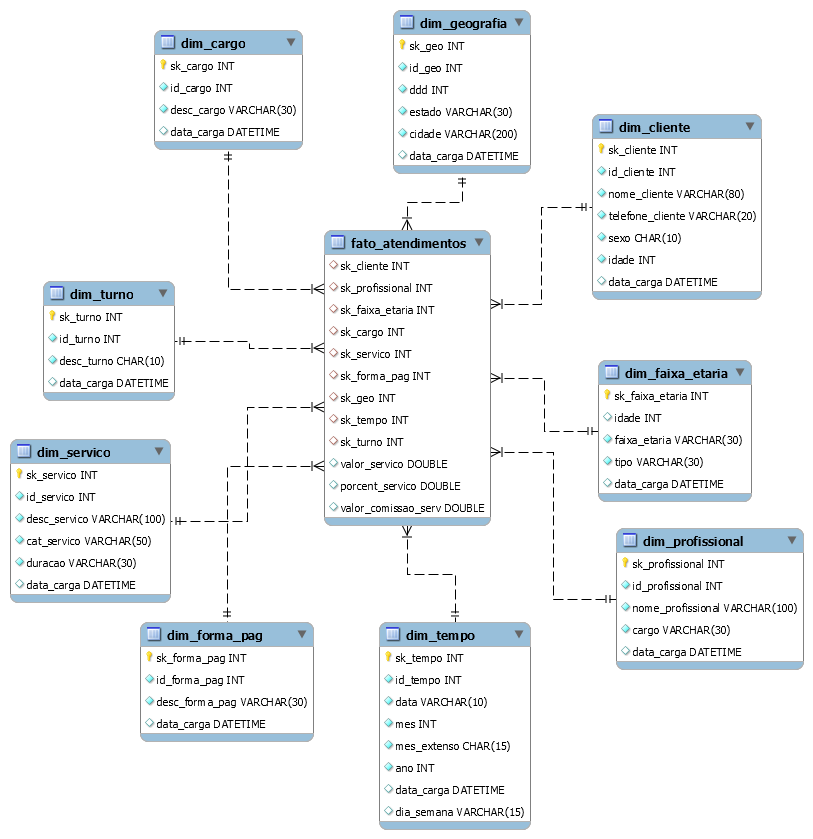 dim_cargo
sk_cargo INT
id_cargo INT
desc_cargo VARCHAR(30)
data_carga DATETIME
dim_geografia
sk_geo INT
id_geo INT
ddd INT
estado VARCHAR(30)
cidade VARCHAR(200)
data_carga DATETIME
dim_cliente
sk_cliente INT
id_cliente INT
nome_cliente VARCHAR(80)
telefone_cliente VARCHAR(20)
sexo CHAR(10)
idade INT
data_carga DATETIME
fato_atendimentos
sk_cliente INT
sk_profissional INT
sk_faixa_etaria INT
sk_cargo INT
sk_servico INT
sk_forma_pag INT
sk_geo INT
sk_tempo INT
sk_turno INT
valor_servico DOUBLE
porcent_servico DOUBLE
valor_comissao_serv DOUBLE
dim_turno
sk_turno INT
id_turno INT
desc_turno CHAR(10)
data_carga DATETIME
dim_faixa_etaria
sk_faixa_etaria INT
idade INT
faixa_etaria VARCHAR(30)
tipo VARCHAR(30)
data_carga DATETIME
dim_servico
sk_servico INT
id_servico INT
desc_servico VARCHAR(100)
cat_servico VARCHAR(50)
duracao VARCHAR(30)
data_carga DATETIME
dim_profissional
sk_profissional INT
id_profissional INT
nome_profissional VARCHAR(100)
cargo VARCHAR(30)
data_carga DATETIME
dim_forma_pag
sk_forma_pag INT
id_forma_pag INT
desc_forma_pag VARCHAR(30)
data_carga DATETIME
dim_tempo
sk_tempo INT
id_tempo INT
data VARCHAR(10)
mes INT
mes_extenso CHAR(15)
ano INT
data_carga DATETIME
dia_semana VARCHAR(15)